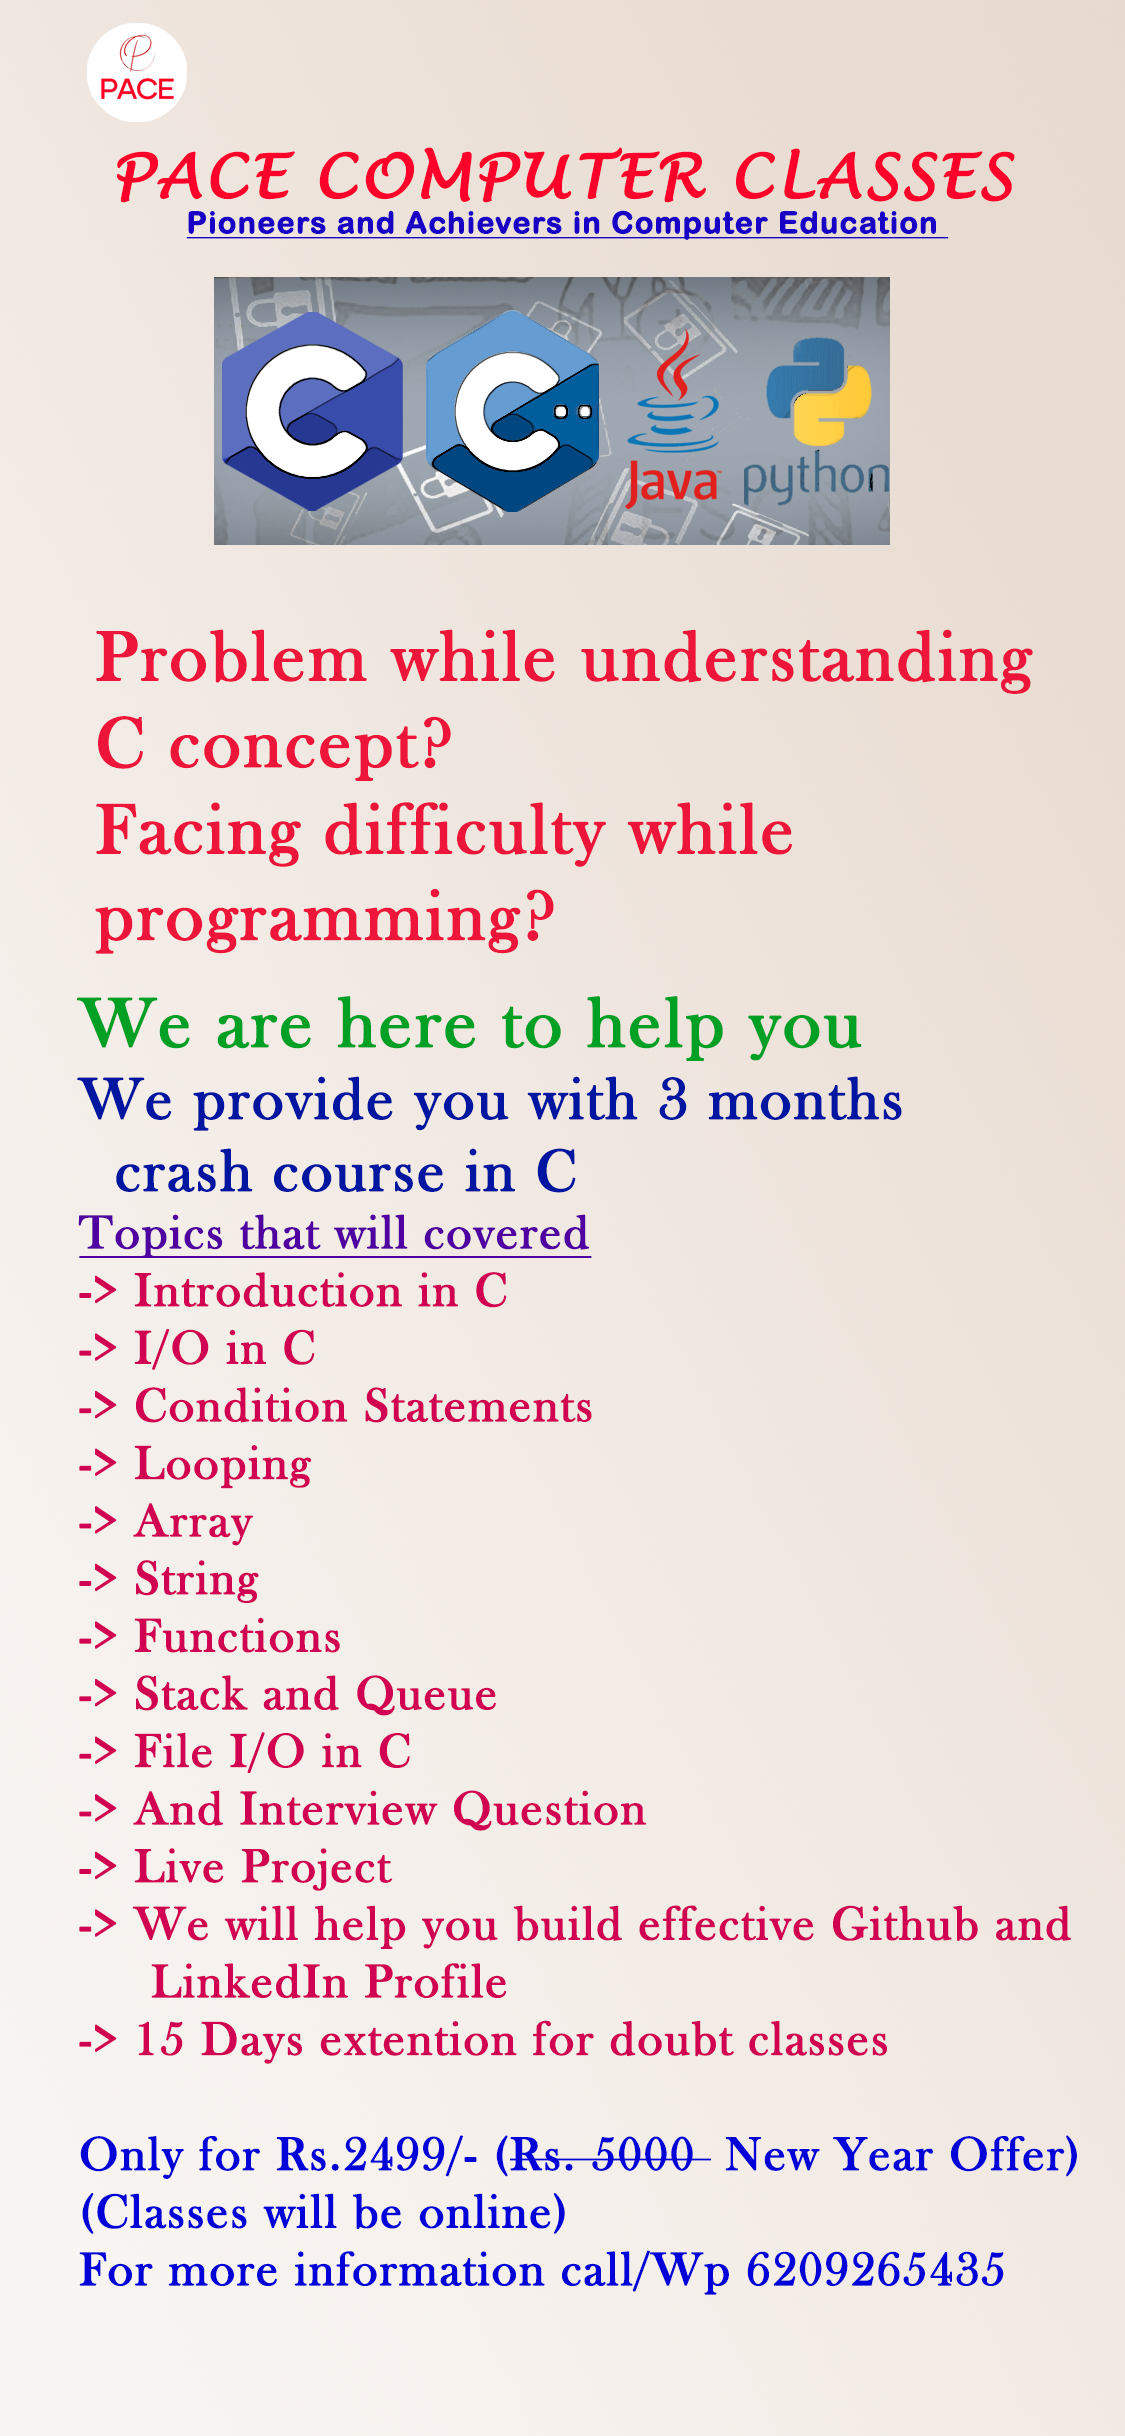 P
PACE
PACE COMPUTER CLASSES
Pioneers and Achievers in Computer Education
C C Java python
Problem while understanding
C concept?
Facing difficulty while
programming?
We are here to help you
We provide you with 3 months
crash course in C
Topics that will covered
-> Introduction in C
-> I/O in C
-> Condition Statements
-> Looping
-> Array
-> String
-> Functions
-> Stack and Queue
-> File I/O in C
-> And Interview Question
-> Live Project
-> We will help you build effective Github and
LinkedIn Profile
-> 15 Days extention for doubt classes
Only for Rs.2499/- (Rs. 5000 New Year Offer)
(Classes will be online)
For more information call/Wp 6209265435